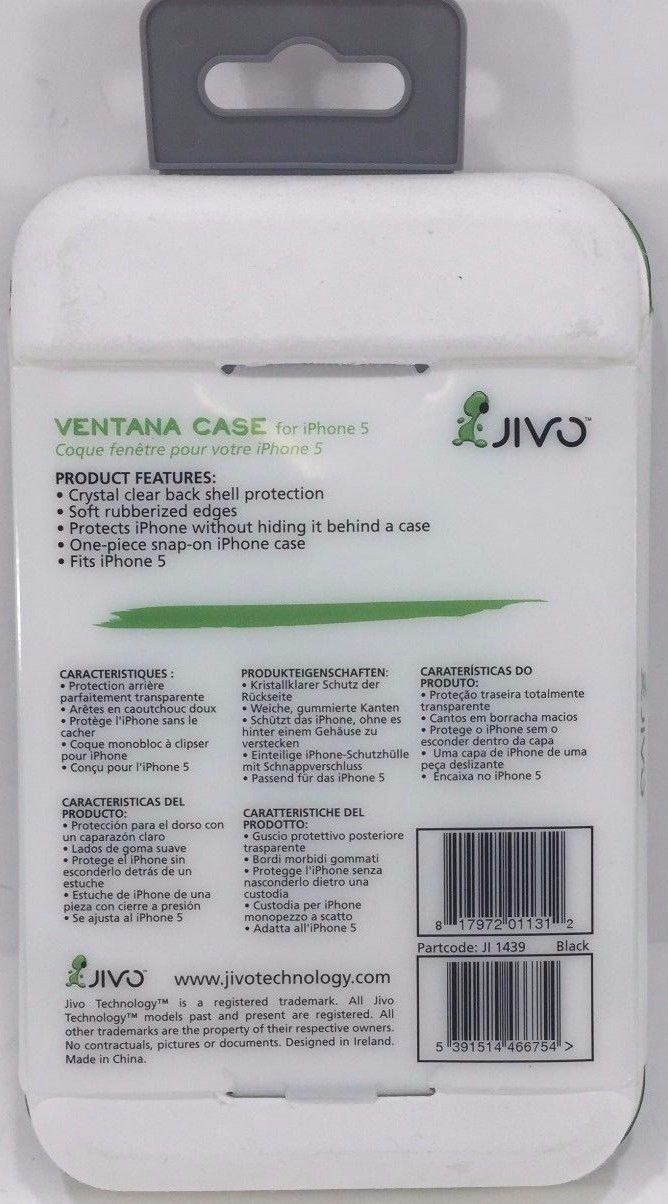 VENTANA CASE for iPhone 5
Coque fenêtre pour votre iPhone 5
JIVO™
PRODUCT FEATURES:
• Crystal clear back shell protection
• Soft rubberized edges
• Protects iPhone without hiding it behind a case
• One-piece snap-on iPhone case
• Fits iPhone 5
CARACTERISTIQUES :
• Protection arrière
parfaitement transparente
• Arêtes en caoutchouc doux
• Protège l'iPhone sans le
cacher
• Coque monobloc à clipser
pour iPhone
• Conçu pour l'iPhone 5
PRODUKTEIGENSCHAFTEN:
• Kristallklarer Schutz der
Rückseite
• Weiche, gummierte Kanten
• Schützt das iPhone, ohne es
hinter einem Gehäuse zu
verstecken
• Einteilige iPhone-Schutzhülle
mit Schnappverschluss
• Passend für das iPhone 5
CARATERÍSTICAS DO
PRODUTO:
• Proteção traseira totalmente
transparente
• Cantos em borracha macios
• Protege o iPhone sem o
esconder dentro da capa
• Uma capa de iPhone de uma
peça deslizante
• Encaixa no iPhone 5
CARACTERISTICAS DEL
PRODUCTO:
• Protección para el dorso con
un caparazón claro
• Lados de goma suave
• Protege el iPhone sin
esconderlo detrás de un
estuche
• Estuche de iPhone de una
pieza con cierre a presión
• Se ajusta al iPhone 5
CARATTERISTICHE DEL
PRODOTTO:
• Guscio protettivo posteriore
trasparente
• Bordi morbidi gommati
• Protegge l'iPhone senza
nasconderlo dietro una
custodia
• Custodia per iPhone
monopezzo a scatto
• Adatta all'iPhone 5
8 17972 01131 2
Partcode: JI 1439 Black
5 391514 466754 >
JIVO™ www.jivotechnology.com
Jivo Technology™ is a registered trademark. All Jivo
Technology™ models past and present are registered. All
other trademarks are the property of their respective owners.
No contractuals, pictures or documents. Designed in Ireland.
Made in China.
JIVO